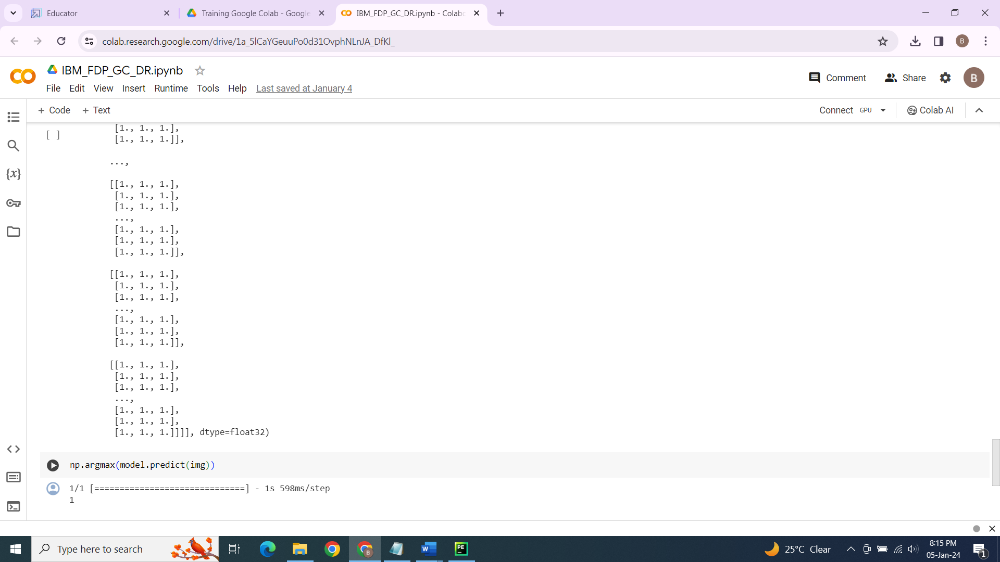 Educator
Training Google Colab - Google
IBM_FDP_GC_DR.ipynb - Colabo
colab.research.google.com/drive/1a_5lCaYGeuuPo0d31OvphNLnJA_DfKl_
B
IBM_FDP_GC_DR.ipynb
Comment
Share
B
File Edit View Insert Runtime Tools Help Last saved at January 4
+ Code + Text
Connect GPU
Colab AI
[1., 1., 1.],
[ ]
[1., 1., 1.]],
...,
[[1., 1., 1.],
[1., 1., 1.],
[1., 1., 1.],
...,
[1., 1., 1.],
[1., 1., 1.],
[1., 1., 1.]],
[[1., 1., 1.],
[1., 1., 1.],
[1., 1., 1.],
...,
[1., 1., 1.],
[1., 1., 1.],
[1., 1., 1.]],
[[1., 1., 1.],
[1., 1., 1.],
[1., 1., 1.],
...,
[1., 1., 1.],
[1., 1., 1.],
[1., 1., 1.]]]], dtype=float32)
np.argmax(model.predict(img))
1/1 [==============================] - 1s 598ms/step
1
Type here to search
B
W
PE
25°C Clear
8:15 PM
05-Jan-24
1